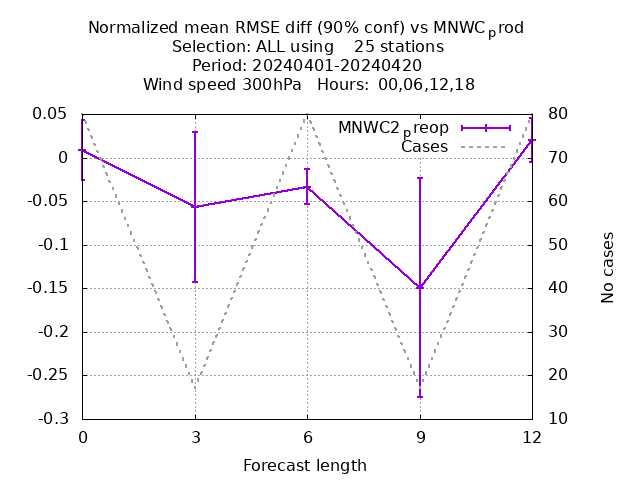 Normalized mean RMSE diff (90% conf) vs MNWCprod
Selection: ALL using 25 stations
Period: 20240401-20240420
Wind speed 300hPa Hours: 00,06,12,18
MNWC2preop
Cases
0.05
0
-0.05
-0.1
-0.15
-0.2
-0.25
-0.3
80
70
60
50
40
30
20
10
No cases
0 3 6 9 12
Forecast length